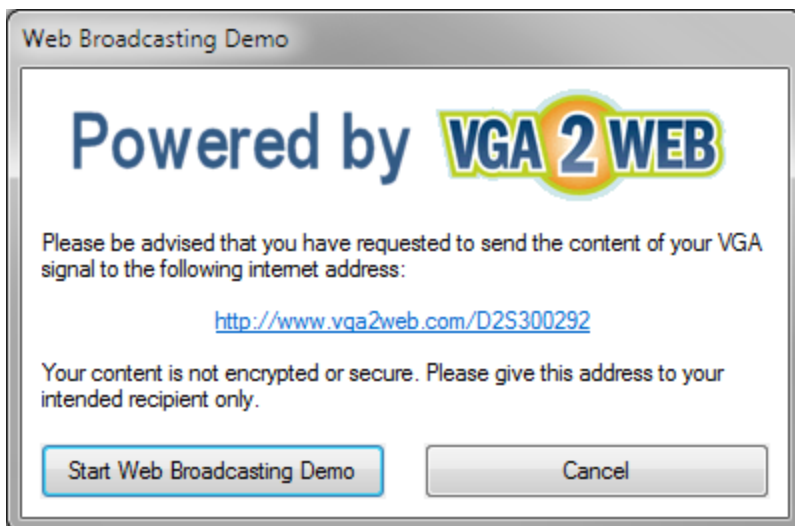 Web Broadcasting Demo
Powered by VGA 2 WEB
Please be advised that you have requested to send the content of your VGA
signal to the following internet address:
http://www.vga2web.com/D2S300292
Your content is not encrypted or secure. Please give this address to your
intended recipient only.
Start Web Broadcasting Demo Cancel